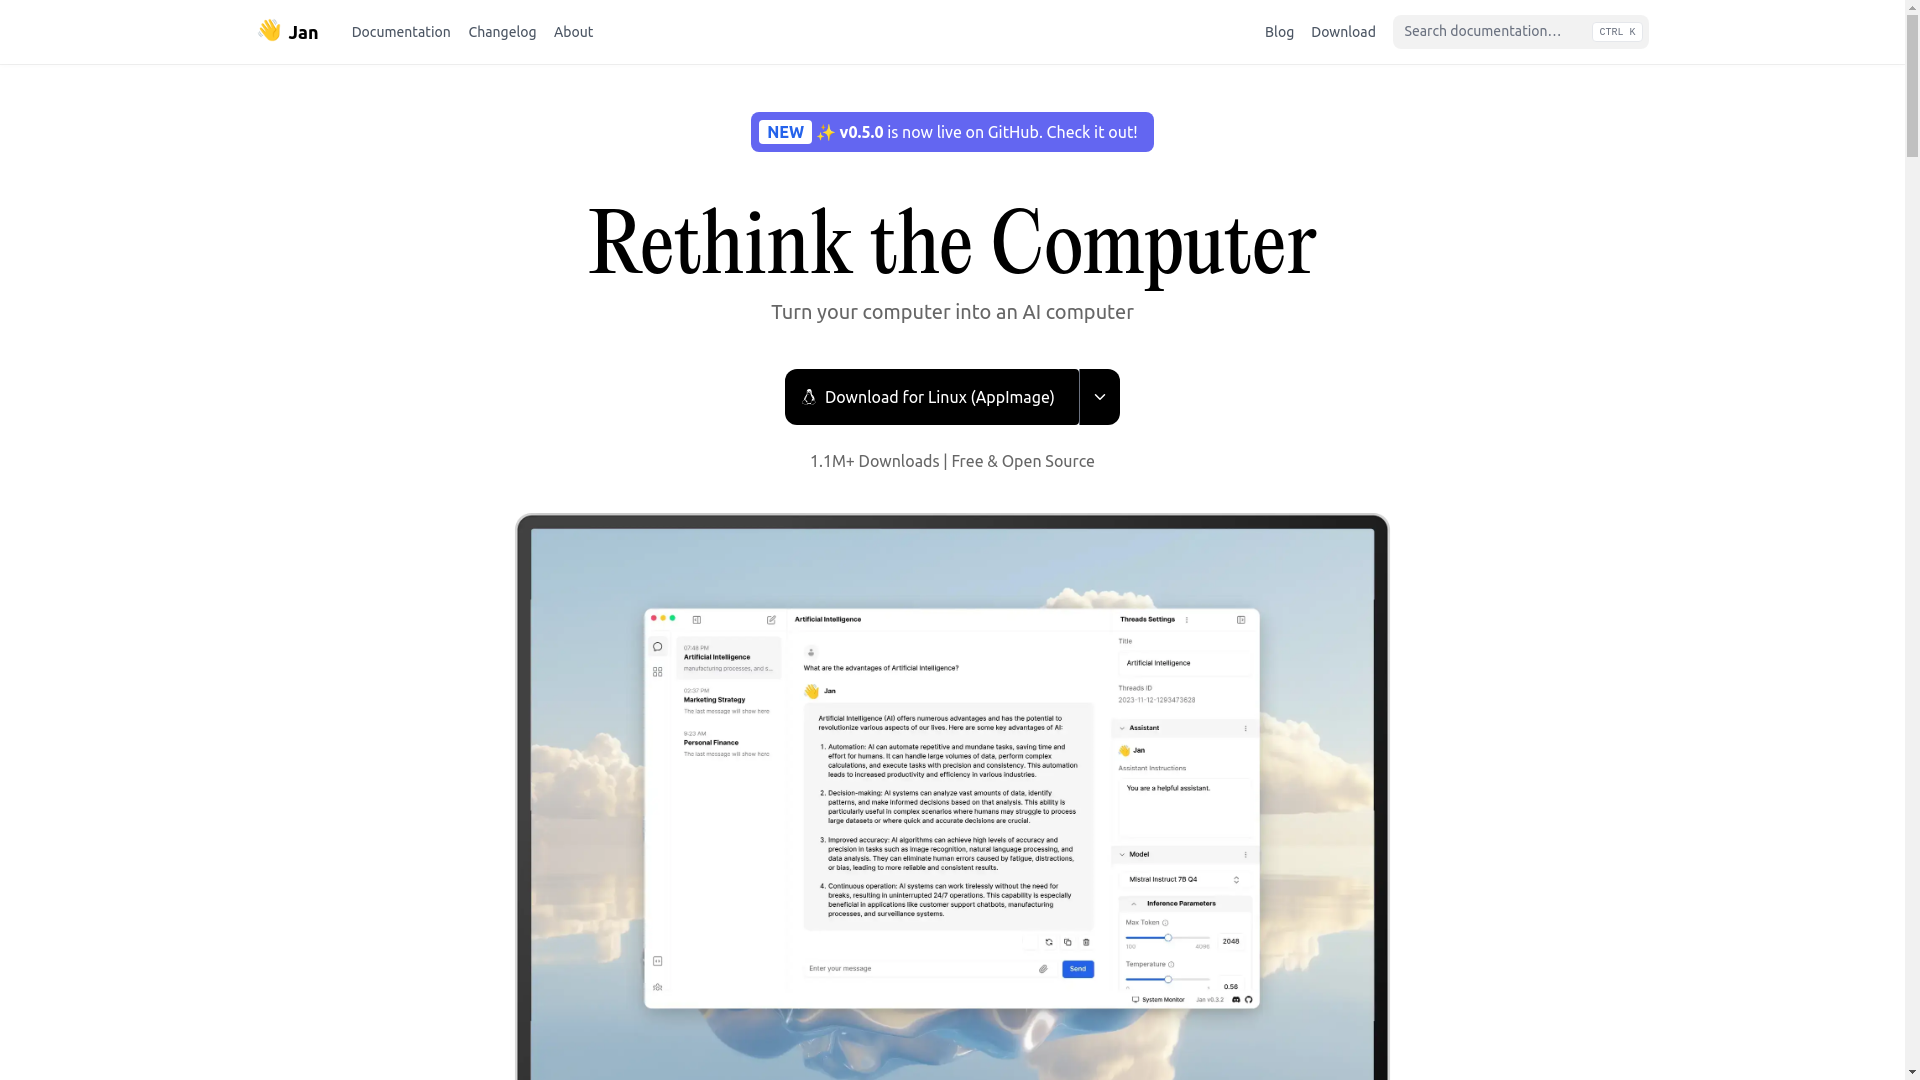 Jan
Documentation
Changelog
About
Blog
Download
Search documentation…
CTRL K
NEW ✨ v0.5.0 is now live on GitHub. Check it out!
Rethink the Computer
Turn your computer into an AI computer
Download for Linux (AppImage)
1.1M+ Downloads | Free & Open Source
07:48 PM
Artificial Intelligence
manufacturing processes, and s...
02:37 PM
Marketing Strategy
The last message will show here
9:23 AM
Personal Finance
The last message will show here
Artificial Intelligence
What are the advantages of Artificial Intelligence?
Jan
Artificial Intelligence (AI) offers numerous advantages and has the potential to
revolutionize various aspects of our lives. Here are some key advantages of AI:
1. Automation: AI can automate repetitive and mundane tasks, saving time and
effort for humans. It can handle large volumes of data, perform complex
calculations, and execute tasks with precision and consistency. This automation
leads to increased productivity and efficiency in various industries.
2. Decision-making: AI systems can analyze vast amounts of data, identify
patterns, and make informed decisions based on that analysis. This ability is
particularly useful in complex scenarios where humans may struggle to process
large datasets or where quick and accurate decisions are crucial.
3. Improved accuracy: AI algorithms can achieve high levels of accuracy and
precision in tasks such as image recognition, natural language processing, and
data analysis. They can eliminate human errors caused by fatigue, distractions,
or bias, leading to more reliable and consistent results.
4. Continuous operation: AI systems can work tirelessly without the need for
breaks, resulting in uninterrupted 24/7 operations. This capability is especially
beneficial in applications like customer support chatbots, manufacturing
processes, and surveillance systems.
Enter your message
Send
Threads Settings
Title
Artificial Intelligence
Threads ID
2023-11-12-1293473628
Assistant
Jan
Assistant Instructions
You are a helpful assistant.
Model
Mistral Instruct 7B Q4
Inference Parameters
Max Token
100
4096
2048
Temperature
0.56
System Monitor
Jan v0.3.2